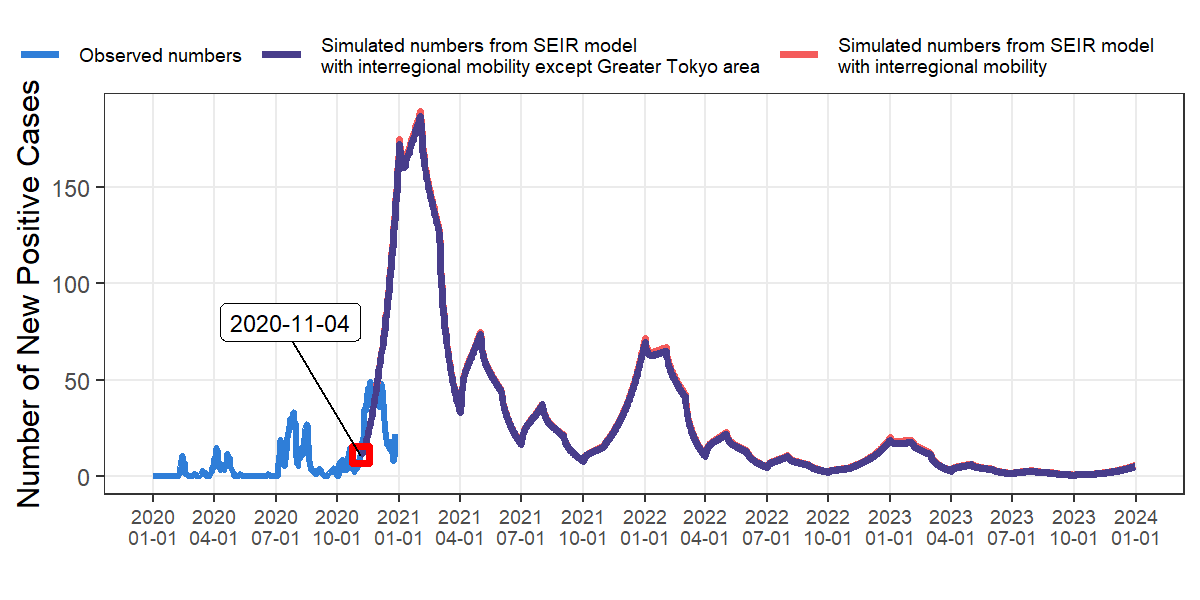 Observed numbers
Simulated numbers from SEIR model
with interregional mobility except Greater Tokyo area
Simulated numbers from SEIR model
with interregional mobility
Number of New Positive Cases
150
100
50
0
2020-11-04
2020 2020 2020 2020 2021 2021 2021 2021 2022 2022 2022 2022 2023 2023 2023 2023 2024
01-01 04-01 07-01 10-01 01-01 04-01 07-01 10-01 01-01 04-01 07-01 10-01 01-01 04-01 07-01 10-01 01-01